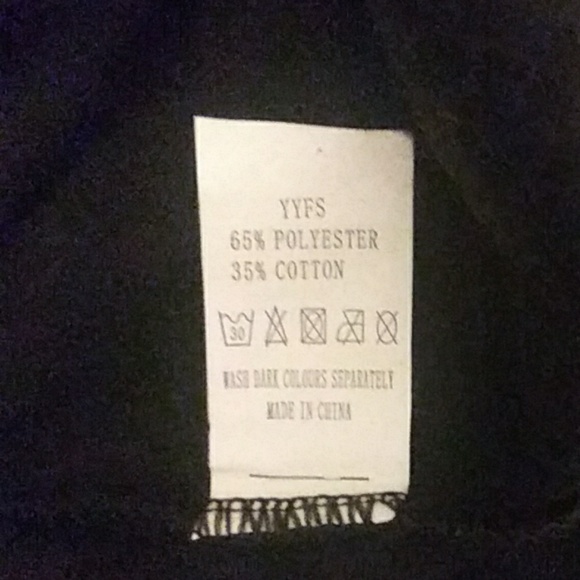 YYFS
65% POLYESTER
35% COTTON
30
WASH DARK COLOURS SEPARATELY
MADE IN CHINA